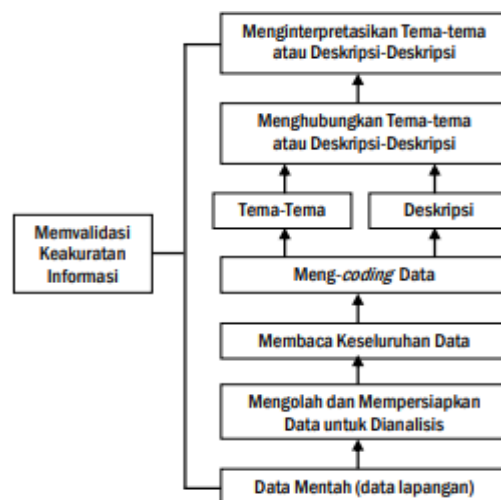 Menginterpretasikan Tema-tema
atau Deskripsi-Deskripsi
Menghubungkan Tema-tema
atau Deskripsi-Deskripsi
Tema-Tema
Deskripsi
Memvalidasi
Keakuratan
Informasi
Meng-coding Data
Membaca Keseluruhan Data
Mengolah dan Mempersiapkan
Data untuk Dianalisis
Data Mentah (data lapangan)